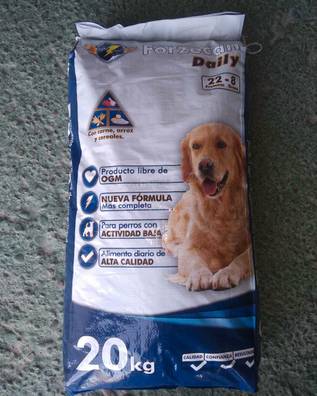 Forzecan
Daily
22-8
Con carne, arroz
y cereales.
Producto libre de
OGM
NUEVA FÓRMULA
Más completa
Para perros con
ACTIVIDAD BAJA
Alimento diario de
ALTA CALIDAD
20kg
CALIDAD CONFIANZA